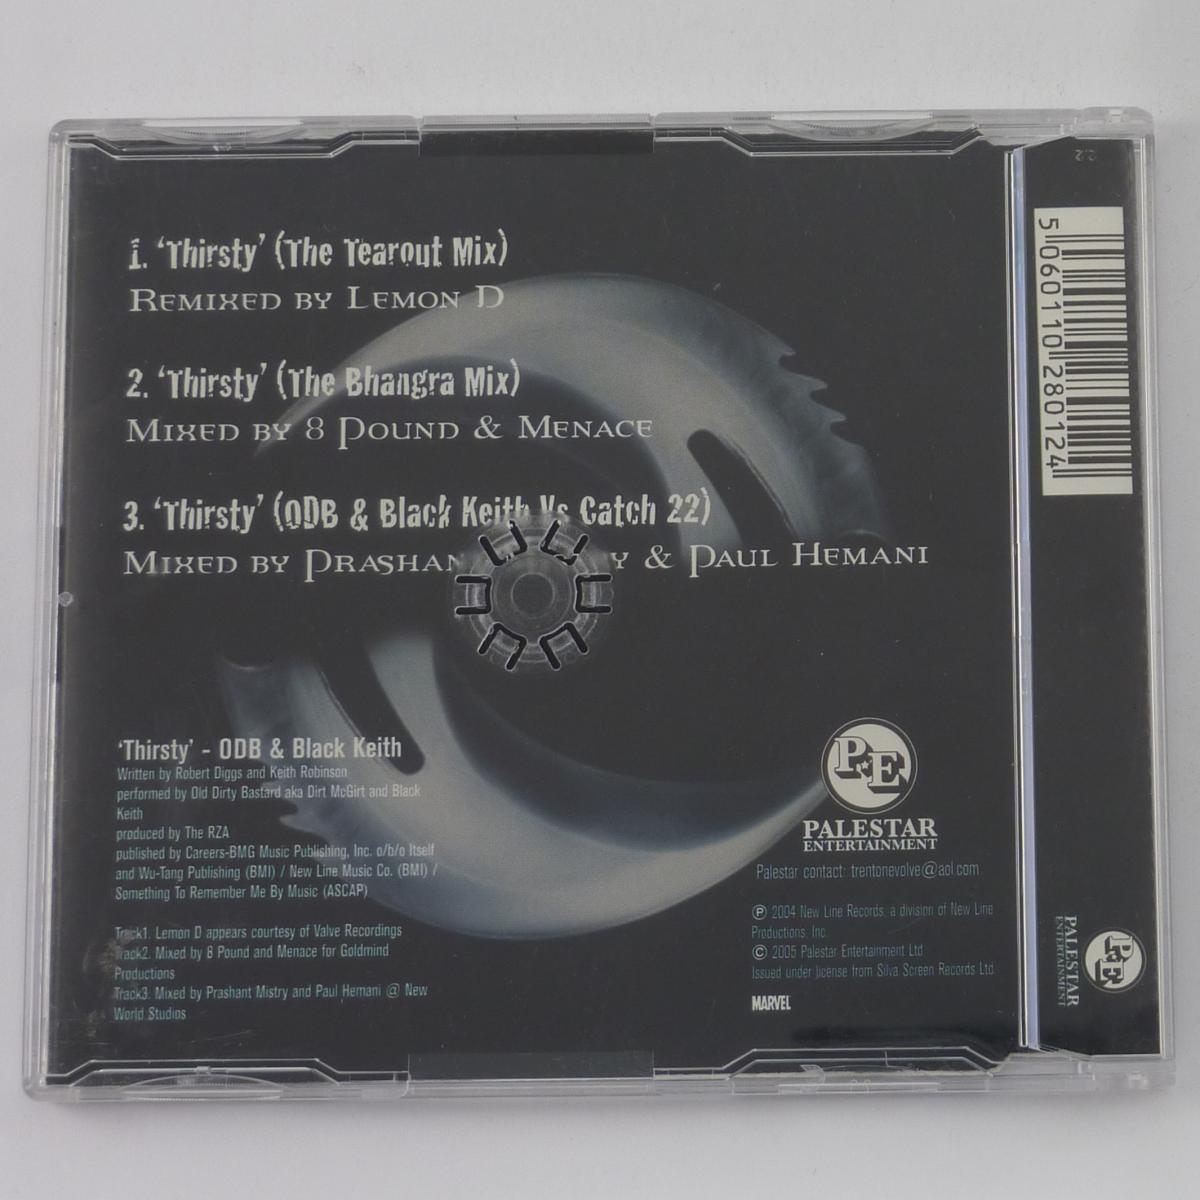 1. ‘Thirsty’ (The Tearout Mix)
Remixed by Lemon D
2. ‘Thirsty’ (The Bhangra Mix)
Mixed by 8 Pound & Menace
3. ‘Thirsty’ (ODB & Black Keith Vs Catch 22)
Mixed by & Paul Hemani
‘Thirsty’ - ODB & Black Keith
Written by Robert Diggs and Keith Robinson
performed by Old Dirty Bastard aka Dirt McGirt and Black
Keith
produced by The RZA
published by Careers-BMG Music Publishing, Inc. o/b/o Itself
and Wu-Tang Publishing (BMI) / New Line Music Co. (BMI) /
Something To Remember Me By Music (ASCAP)
Track1. Lemon D appears courtesy of Valve Recordings
Track2. Mixed by 8 Pound and Menace for Goldmind
Productions
Track3. Mixed by Prashant Mistry and Paul Hemani @ New
World Studios
P★E
PALESTAR
ENTERTAINMENT
Palestar contact: trentonevolve@aol.com
℗ 2004 New Line Records, a division of New Line
Productions, Inc.
© 2005 Palestar Entertainment Ltd
Issued under license from Silva Screen Records Ltd.
MARVEL
5 060110 280124
P★E
PALESTAR
ENTERTAINMENT